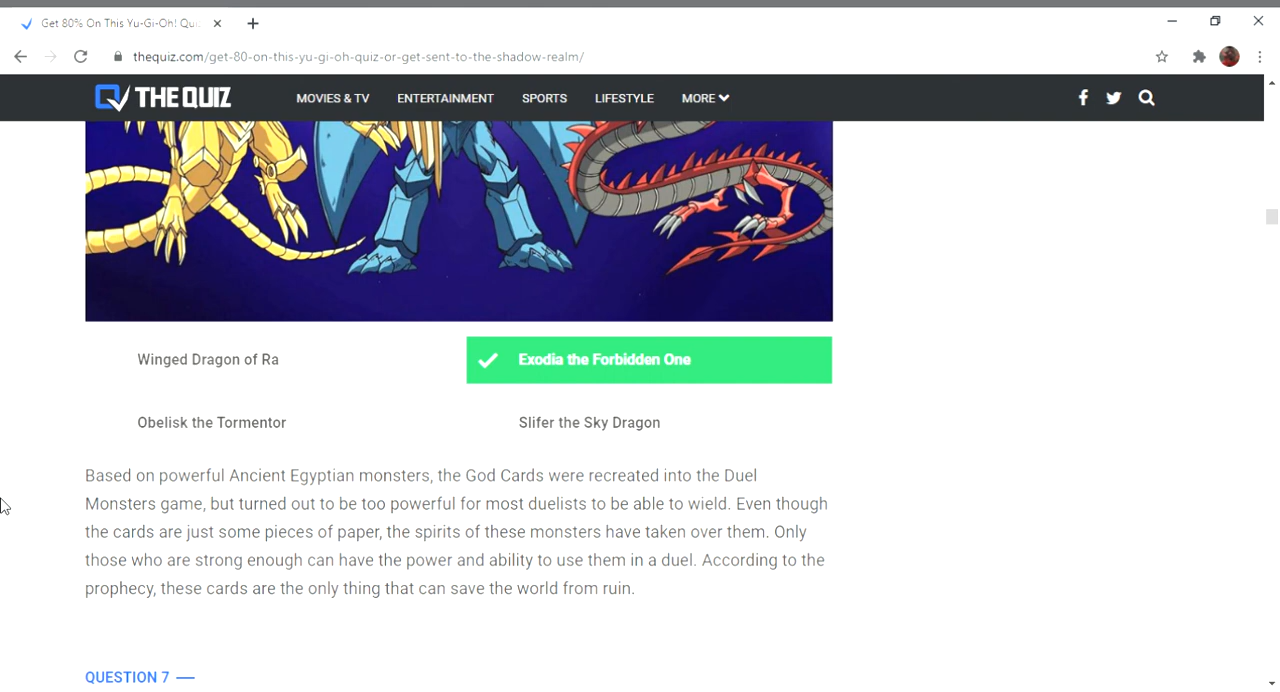 Get 80% On This Yu-Gi-Oh! Qu
thequiz.com/get-80-on-this-yu-gi-oh-quiz-or-get-sent-to-the-shadow-realm/
THE QUIZ MOVIES & TV ENTERTAINMENT SPORTS LIFESTYLE MORE
Winged Dragon of Ra Exodia the Forbidden One
Obelisk the Tormentor Slifer the Sky Dragon
Based on powerful Ancient Egyptian monsters, the God Cards were recreated into the Duel
Monsters game, but turned out to be too powerful for most duelists to be able to wield. Even though
the cards are just some pieces of paper, the spirits of these monsters have taken over them. Only
those who are strong enough can have the power and ability to use them in a duel. According to the
prophecy, these cards are the only thing that can save the world from ruin.
QUESTION 7 —